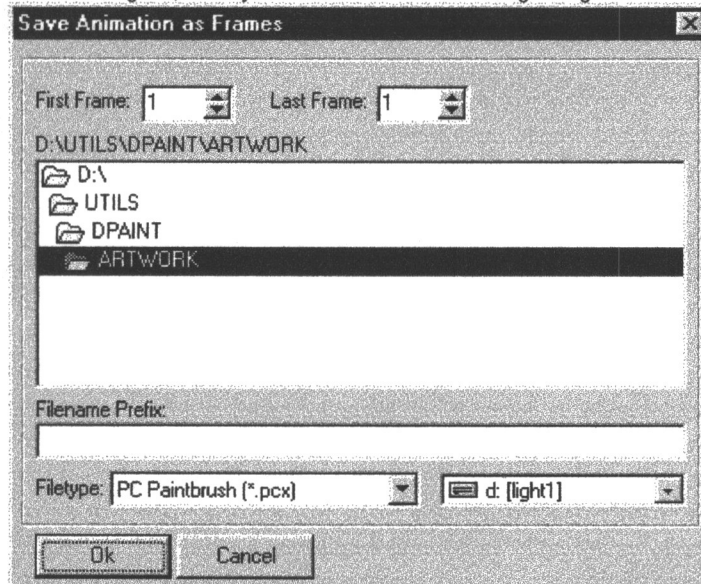 Save Animation as Frames
First Frame: 1 Last Frame: 1
D:\UTILS\DPAINT\ARTWORK
D:\
UTILS
DPAINT
ARTWORK
Filename Prefix:
Filetype: PC Paintbrush (*.pcx) d: [light1]
Ok Cancel